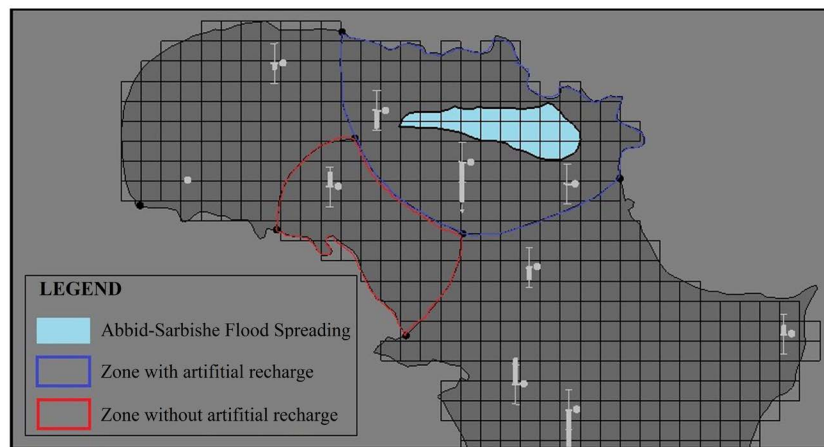 LEGEND
Abbid-Sarbishe Flood Spreading
Zone with artifitial recharge
Zone without artifitial recharge